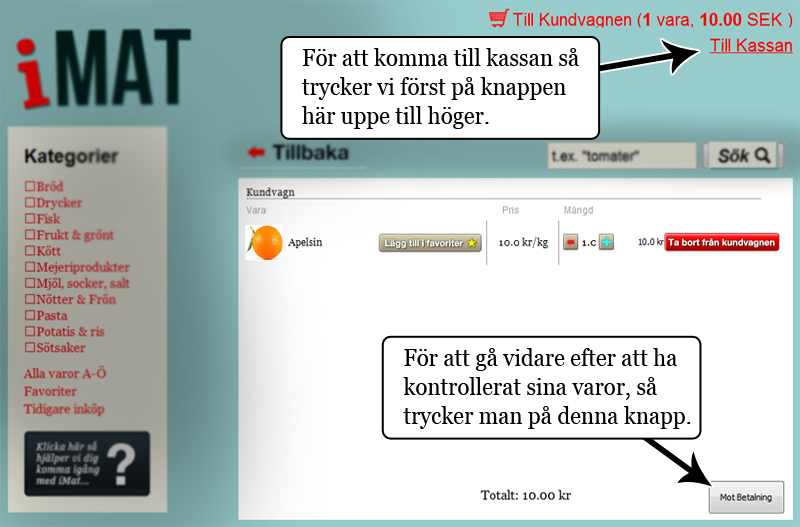 Till Kundvagnen (1 vara, 10.00 SEK )
Till Kassan
iMAT
För att komma till kassan så
trycker vi först på knappen
här uppe till höger.
Kategorier
Bröd
Drycker
Fisk
Frukt & grönt
Kött
Mejeriprodukter
Mjöl, socker, salt
Nötter & Frön
Pasta
Potatis & ris
Sötsaker
Alla varor A-Ö
Favoriter
Tidigare inköp
Klicka här så
hjälper vi dig
komma igång
med iMat...
?
Tillbaka
t.ex. "tomater"
Sök
Kundvagn
Vara Pris Mängd
Apelsin Lägg till i favoriter 10.0 kr/kg 1.0 10.0 kr Ta bort från kundvagnen
För att gå vidare efter att ha
kontrollerat sina varor, så
trycker man på denna knapp.
Totalt: 10.00 kr
Mot Betalning